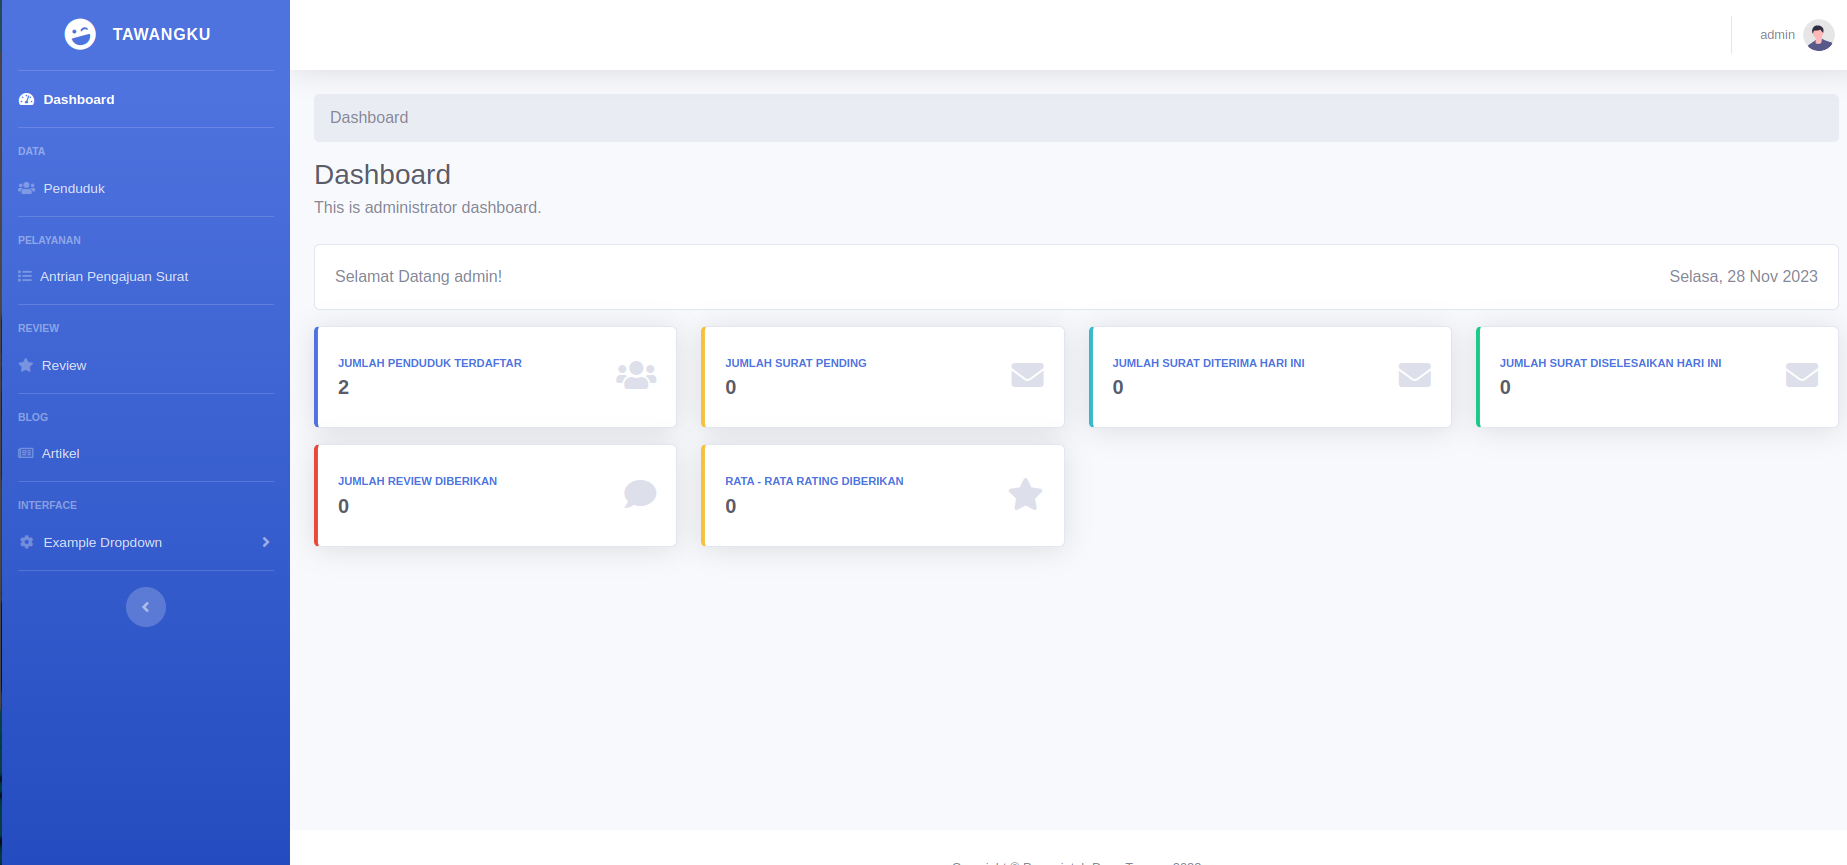 TAWANGKU
admin
Dashboard
DATA
Penduduk
PELAYANAN
Antrian Pengajuan Surat
REVIEW
Review
BLOG
Artikel
INTERFACE
Example Dropdown
Dashboard
Dashboard
This is administrator dashboard.
Selamat Datang admin!
Selasa, 28 Nov 2023
JUMLAH PENDUDUK TERDAFTAR
2
JUMLAH SURAT PENDING
0
JUMLAH SURAT DITERIMA HARI INI
0
JUMLAH SURAT DISELESAIKAN HARI INI
0
JUMLAH REVIEW DIBERIKAN
0
RATA - RATA RATING DIBERIKAN
0